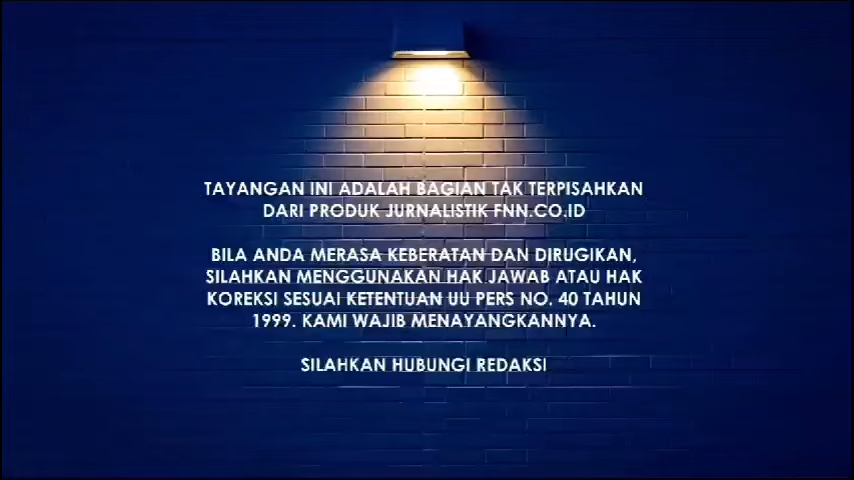 TAYANGAN INI ADALAH BAGIAN TAK TERPISAHKAN
DARI PRODUK JURNALISTIK FNN.CO.ID
BILA ANDA MERASA KEBERATAN DAN DIRUGIKAN,
SILAHKAN MENGGUNAKAN HAK JAWAB ATAU HAK
KOREKSI SESUAI KETENTUAN UU PERS NO. 40 TAHUN
1999. KAMI WAJIB MENAYANGKANNYA.
SILAHKAN HUBUNGI REDAKSI